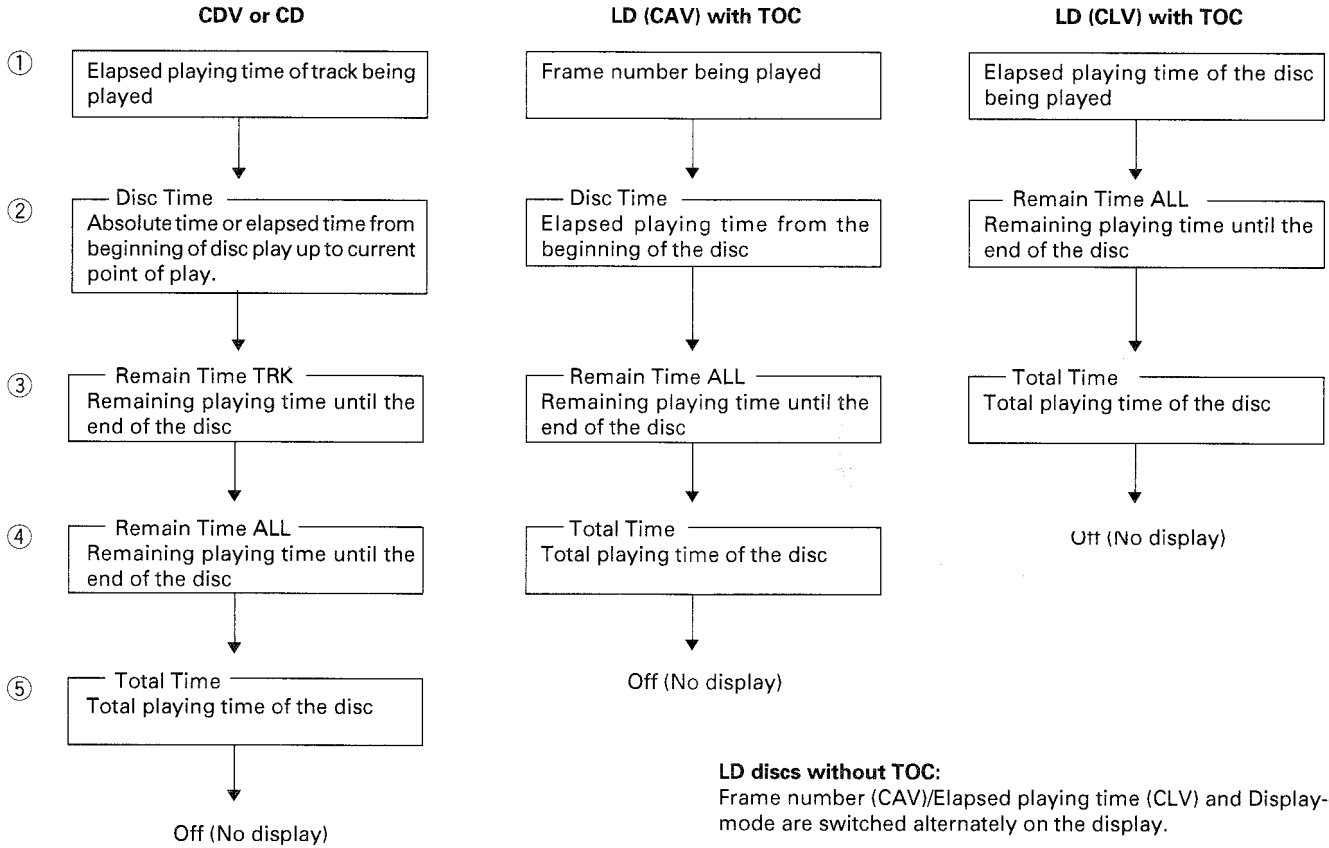 CDV or CD
① Elapsed playing time of track being
played
② Disc Time
Absolute time or elapsed time from
beginning of disc play up to current
point of play.
③ Remain Time TRK
Remaining playing time until the
end of the disc
④ Remain Time ALL
Remaining playing time until the
end of the disc
⑤ Total Time
Total playing time of the disc
Off (No display)
LD (CAV) with TOC
Frame number being played
Disc Time
Elapsed playing time from the
beginning of the disc
Remain Time ALL
Remaining playing time until the
end of the disc
Total Time
Total playing time of the disc
Off (No display)
LD (CLV) with TOC
Elapsed playing time of the disc
being played
Remain Time ALL
Remaining playing time until the
end of the disc
Total Time
Total playing time of the disc
Off (No display)
LD discs without TOC:
Frame number (CAV)/Elapsed playing time (CLV) and Display-
mode are switched alternately on the display.